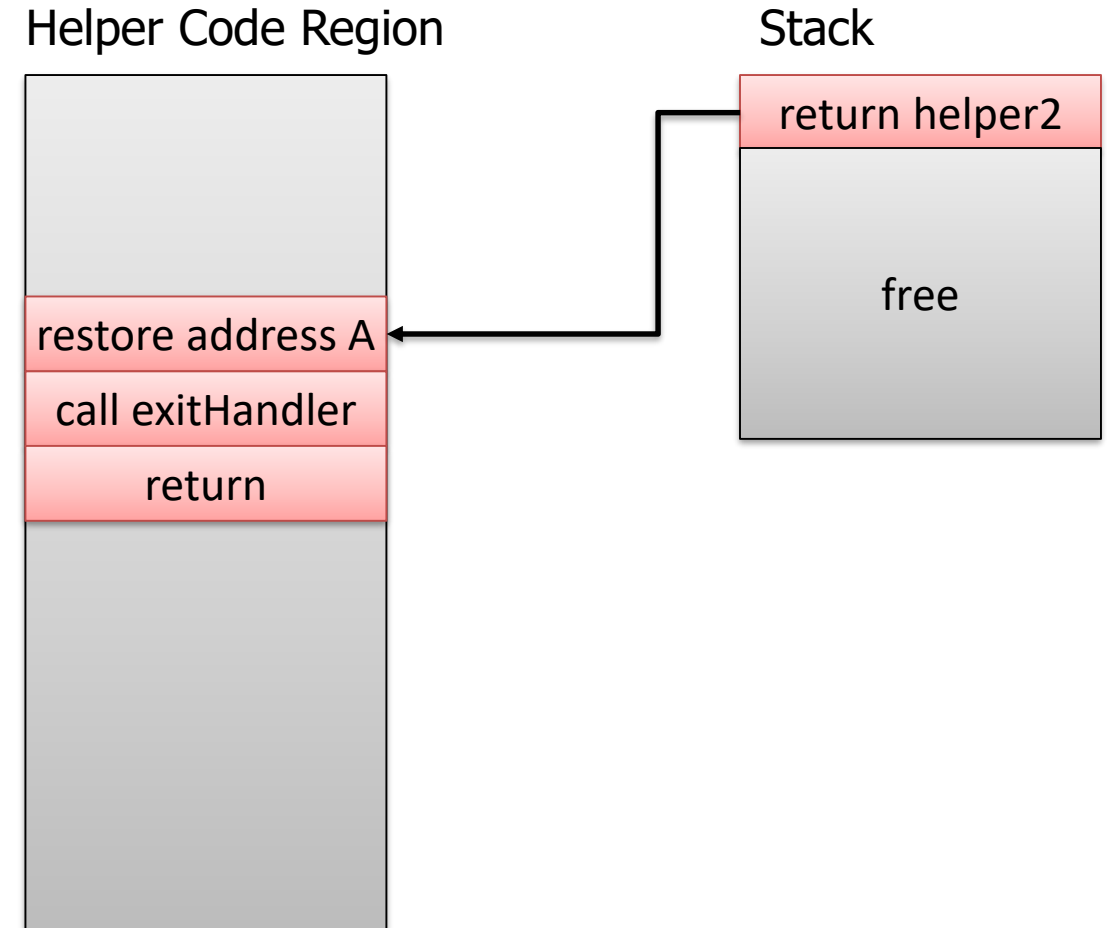 Helper Code Region
Stack
return helper2
free
restore address A
call exitHandler
return